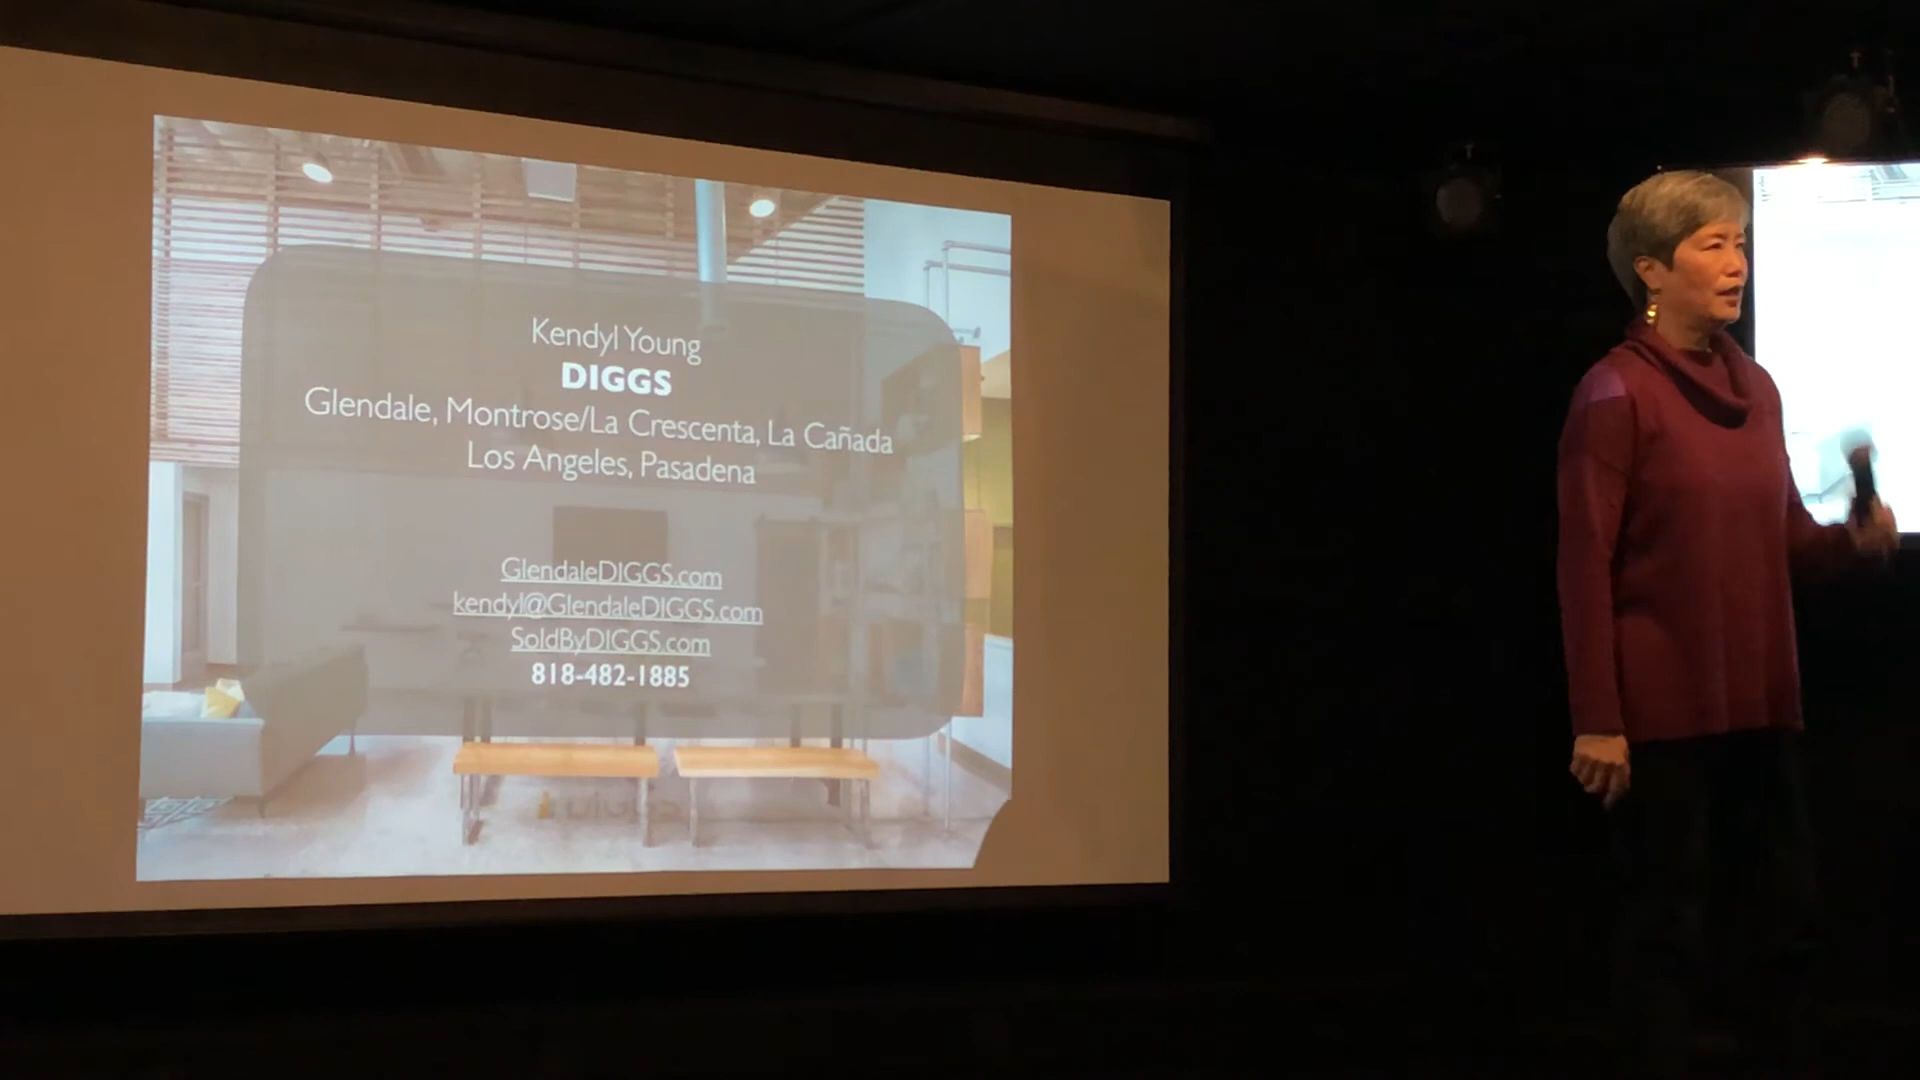 Kendyl Young
DIGGS
Glendale, Montrose/La Crescenta, La Cañada
Los Angeles, Pasadena
GlendaleDIGGS.com
kendyl@GlendaleDIGGS.com
SoldByDIGGS.com
818-482-1885